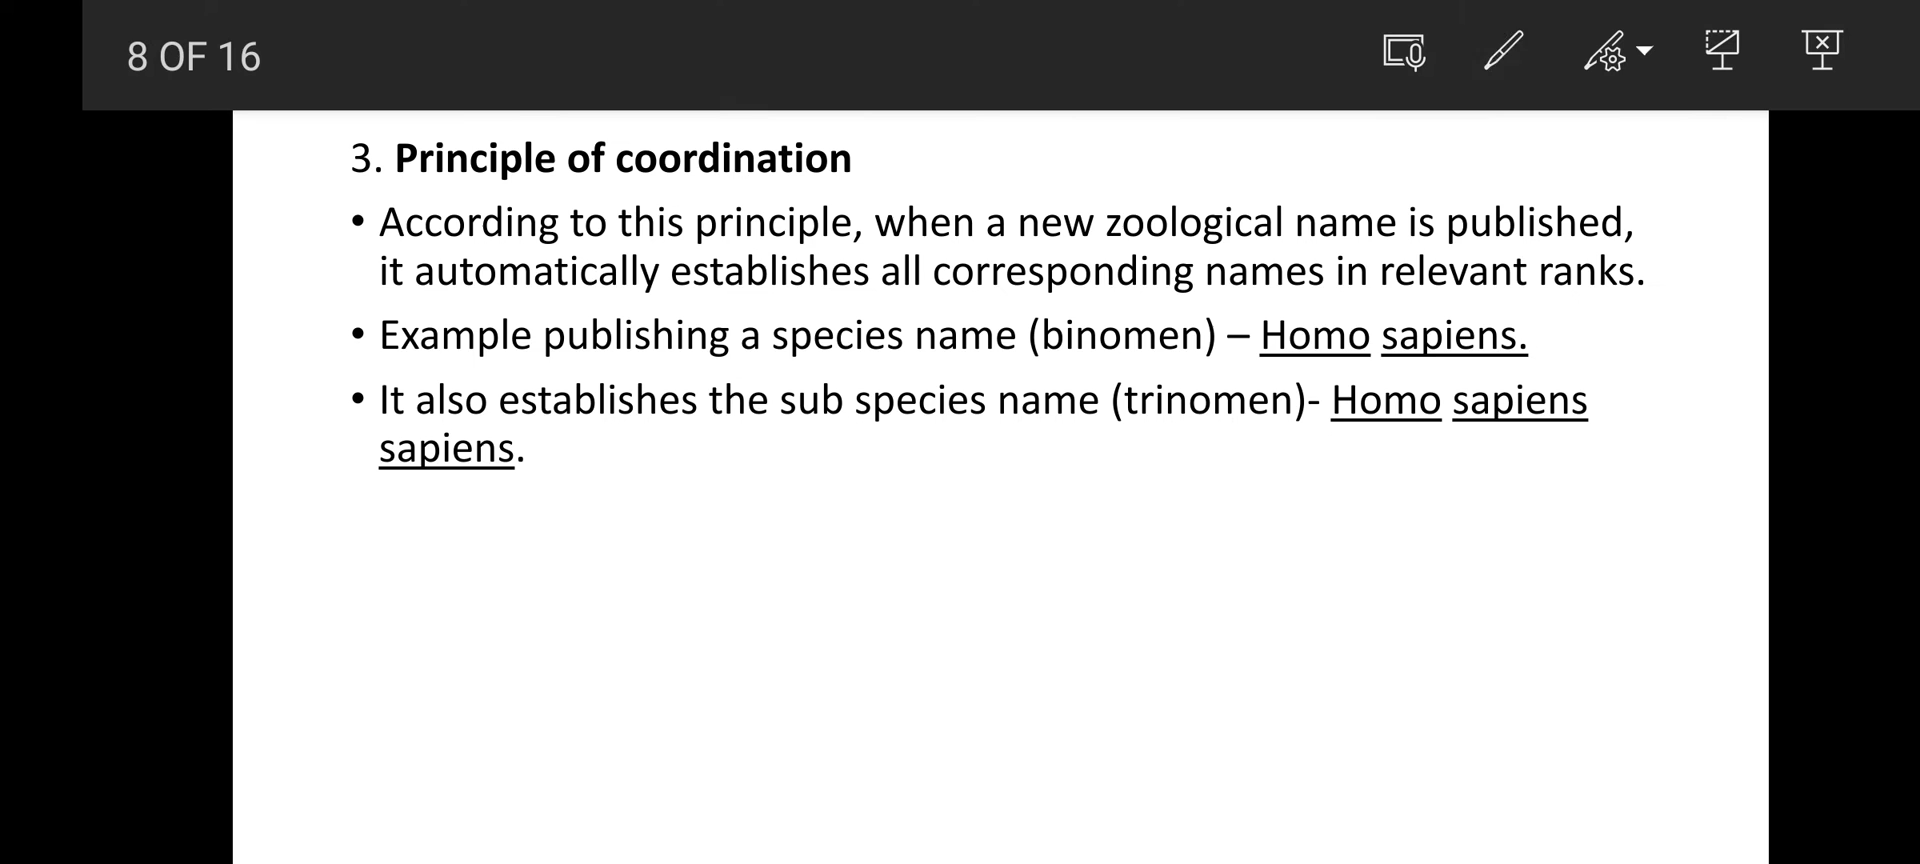 8 OF 16
3. Principle of coordination
• According to this principle, when a new zoological name is published,
it automatically establishes all corresponding names in relevant ranks.
• Example publishing a species name (binomen) – Homo sapiens.
• It also establishes the sub species name (trinomen)- Homo sapiens
sapiens.